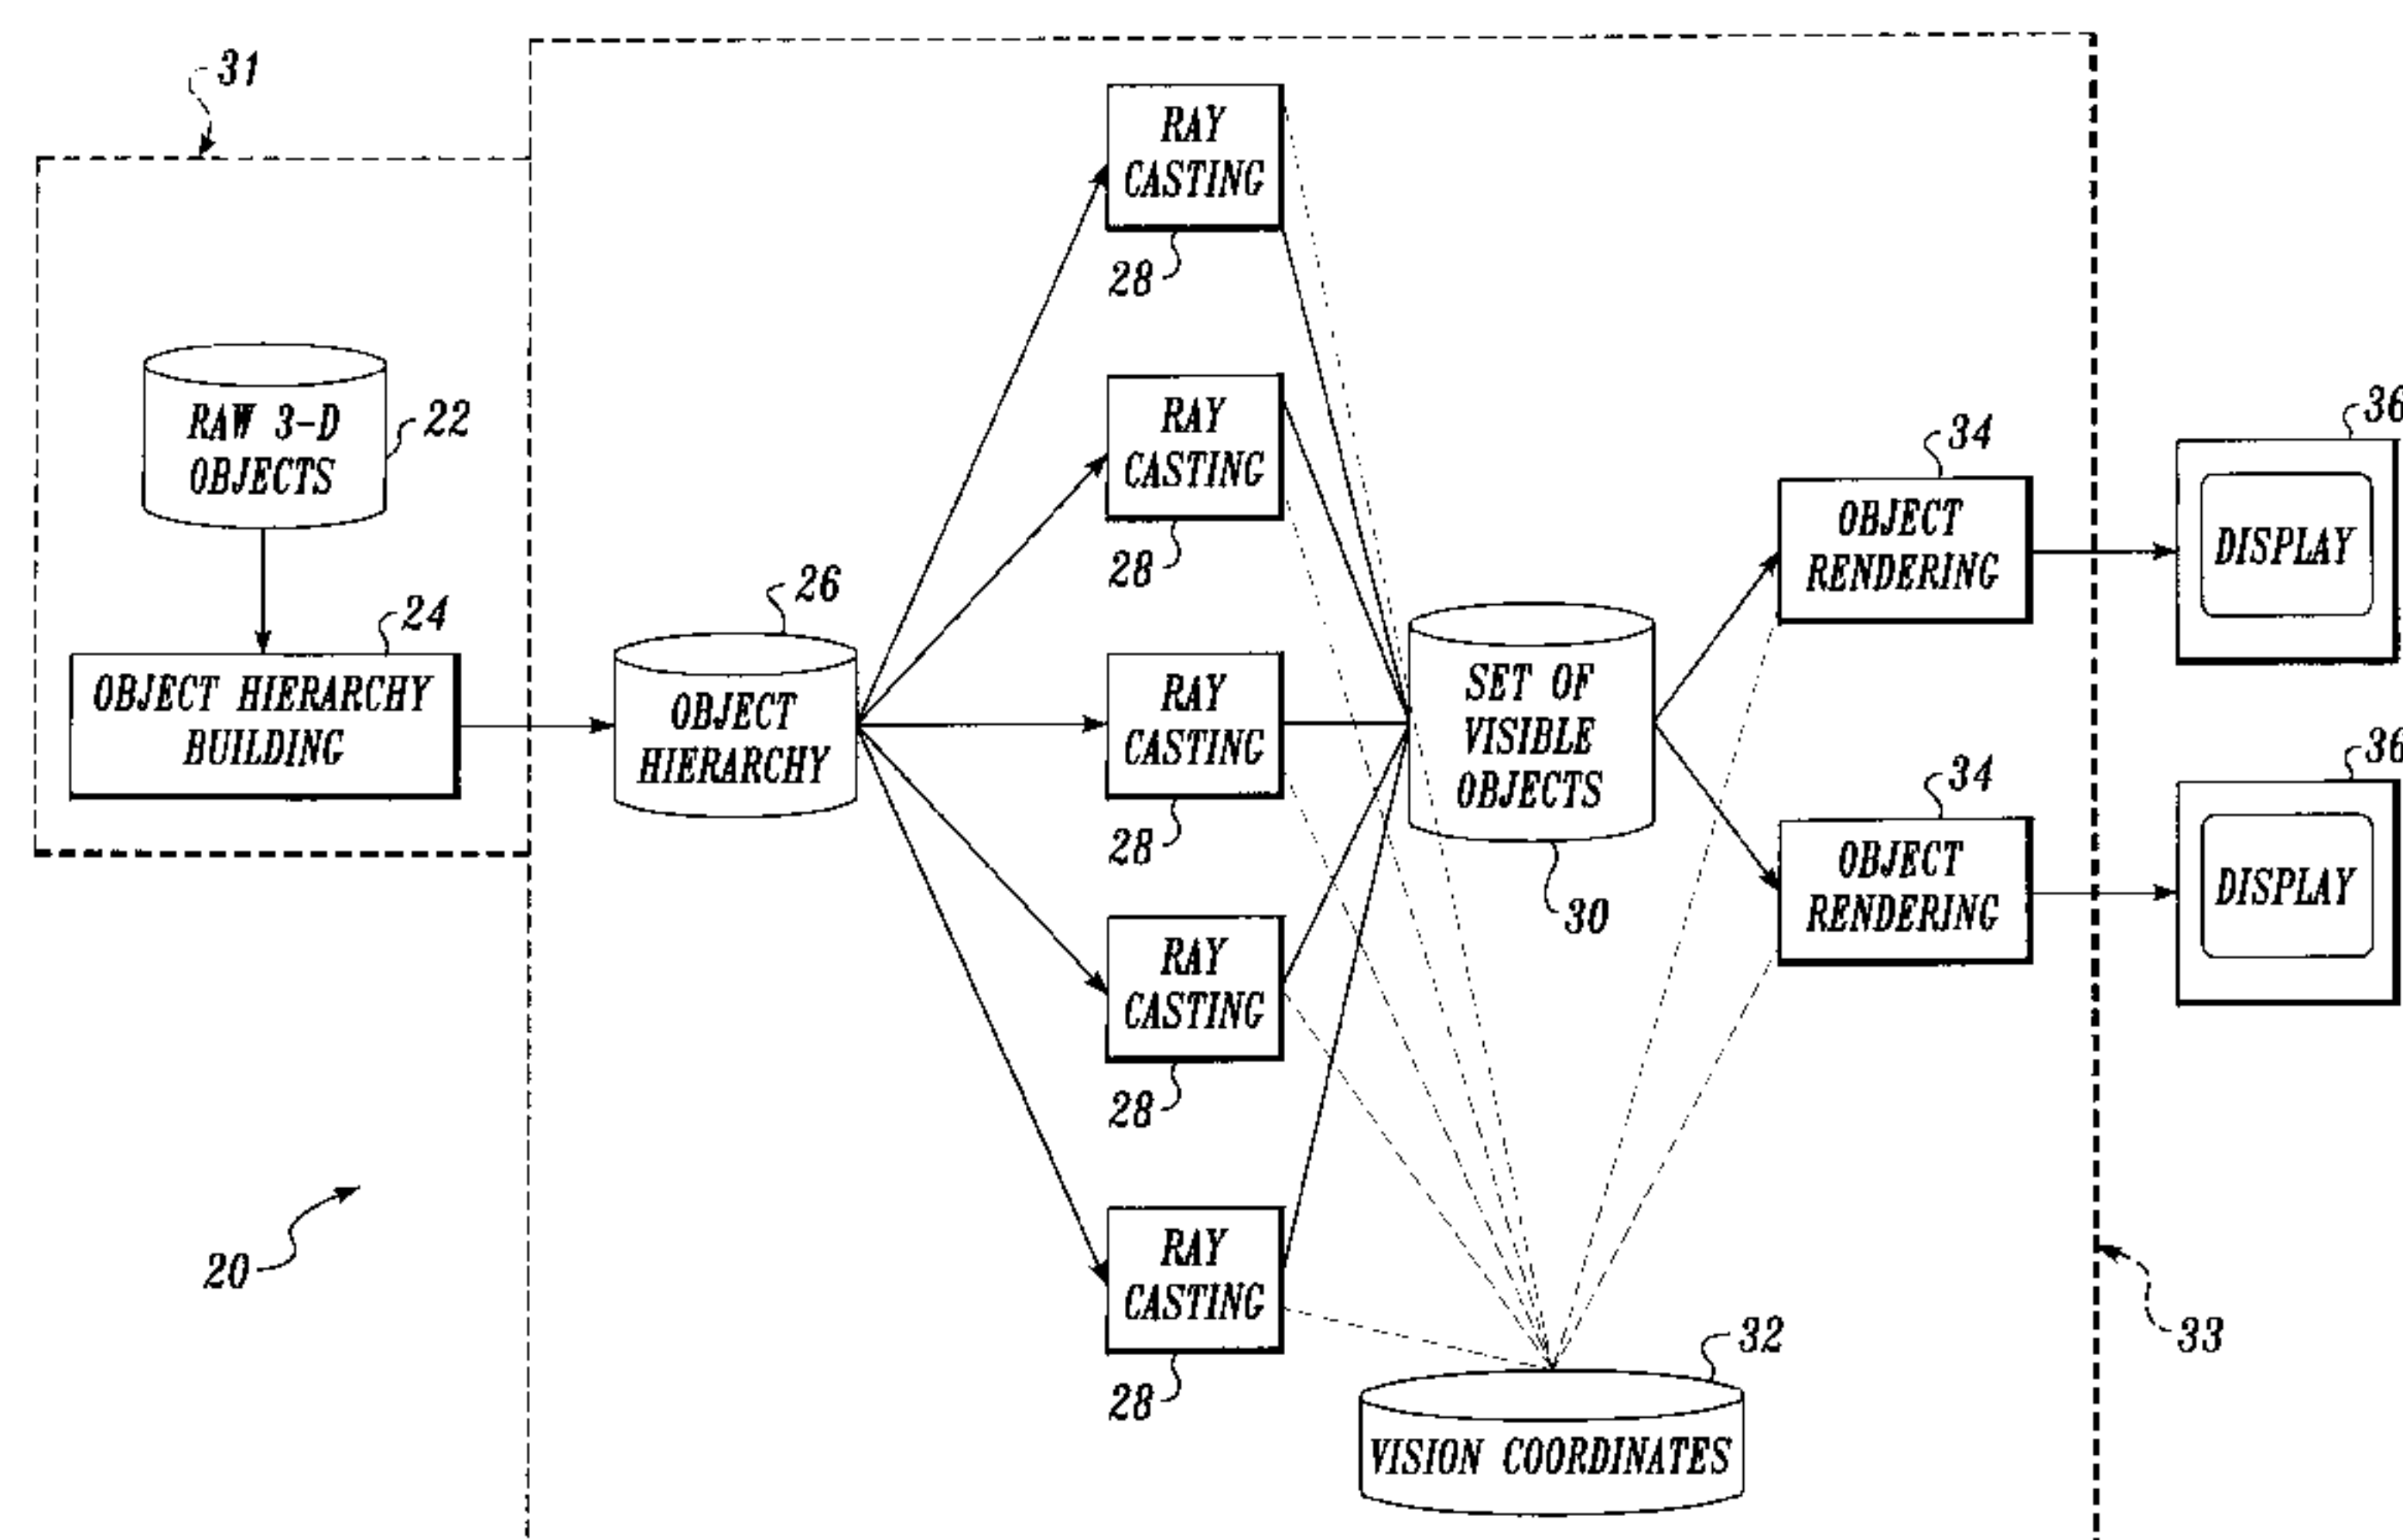 31
RAY
CASTING
28
RAW 3-D
OBJECTS
22
RAY
CASTING
28
34
OBJECT
RENDERING
36
DISPLAY
24
OBJECT HIERARCHY
BUILDING
26
OBJECT
HIERARCHY
RAY
CASTING
28
SET OF
VISIBLE
OBJECTS
30
34
OBJECT
RENDERING
36
DISPLAY
RAY
CASTING
28
20
RAY
CASTING
28
32
VISION COORDINATES
33